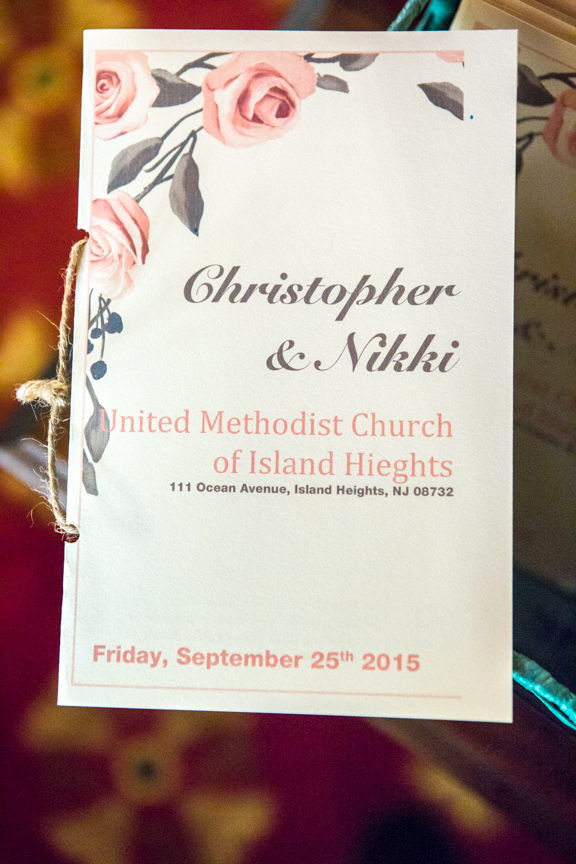 Christopher
& Nikki
United Methodist Church
of Island Hieghts
111 Ocean Avenue, Island Heights, NJ 08732
Friday, September 25th 2015